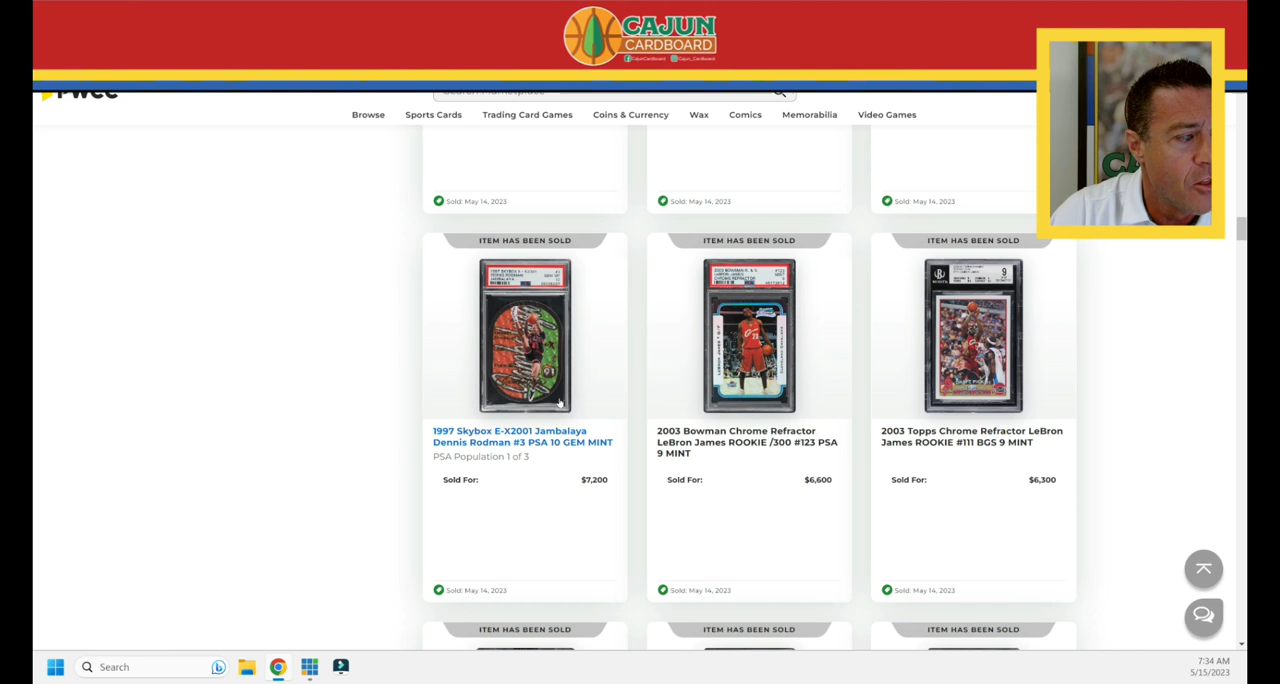 CAJUN
CARDBOARD
CajunCardboard Cajun_Cardboard
PWCC
Search Marketplace
Browse Sports Cards Trading Card Games Coins & Currency Wax Comics Memorabilia Video Games
Sold: May 14, 2023 Sold: May 14, 2023 Sold: May 14, 2023
ITEM HAS BEEN SOLD ITEM HAS BEEN SOLD ITEM HAS BEEN SOLD
1997 Skybox E-X2001 Jambalaya
Dennis Rodman #3 PSA 10 GEM MINT
PSA Population 1 of 3
Sold For: $7,200
Sold: May 14, 2023
2003 Bowman Chrome Refractor
LeBron James ROOKIE /300 #123 PSA
9 MINT
Sold For: $6,600
Sold: May 14, 2023
2003 Topps Chrome Refractor LeBron
James ROOKIE #111 BGS 9 MINT
Sold For: $6,300
Sold: May 14, 2023
ITEM HAS BEEN SOLD ITEM HAS BEEN SOLD ITEM HAS BEEN SOLD
Search
7:34 AM
5/15/2023